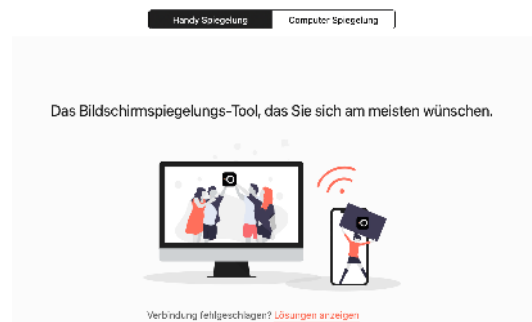 Handy Spiegelung
Computer Spiegelung
Das Bildschirmspiegelungs-Tool, das Sie sich am meisten wünschen.
Verbindung fehlgeschlagen? Lösungen anzeigen